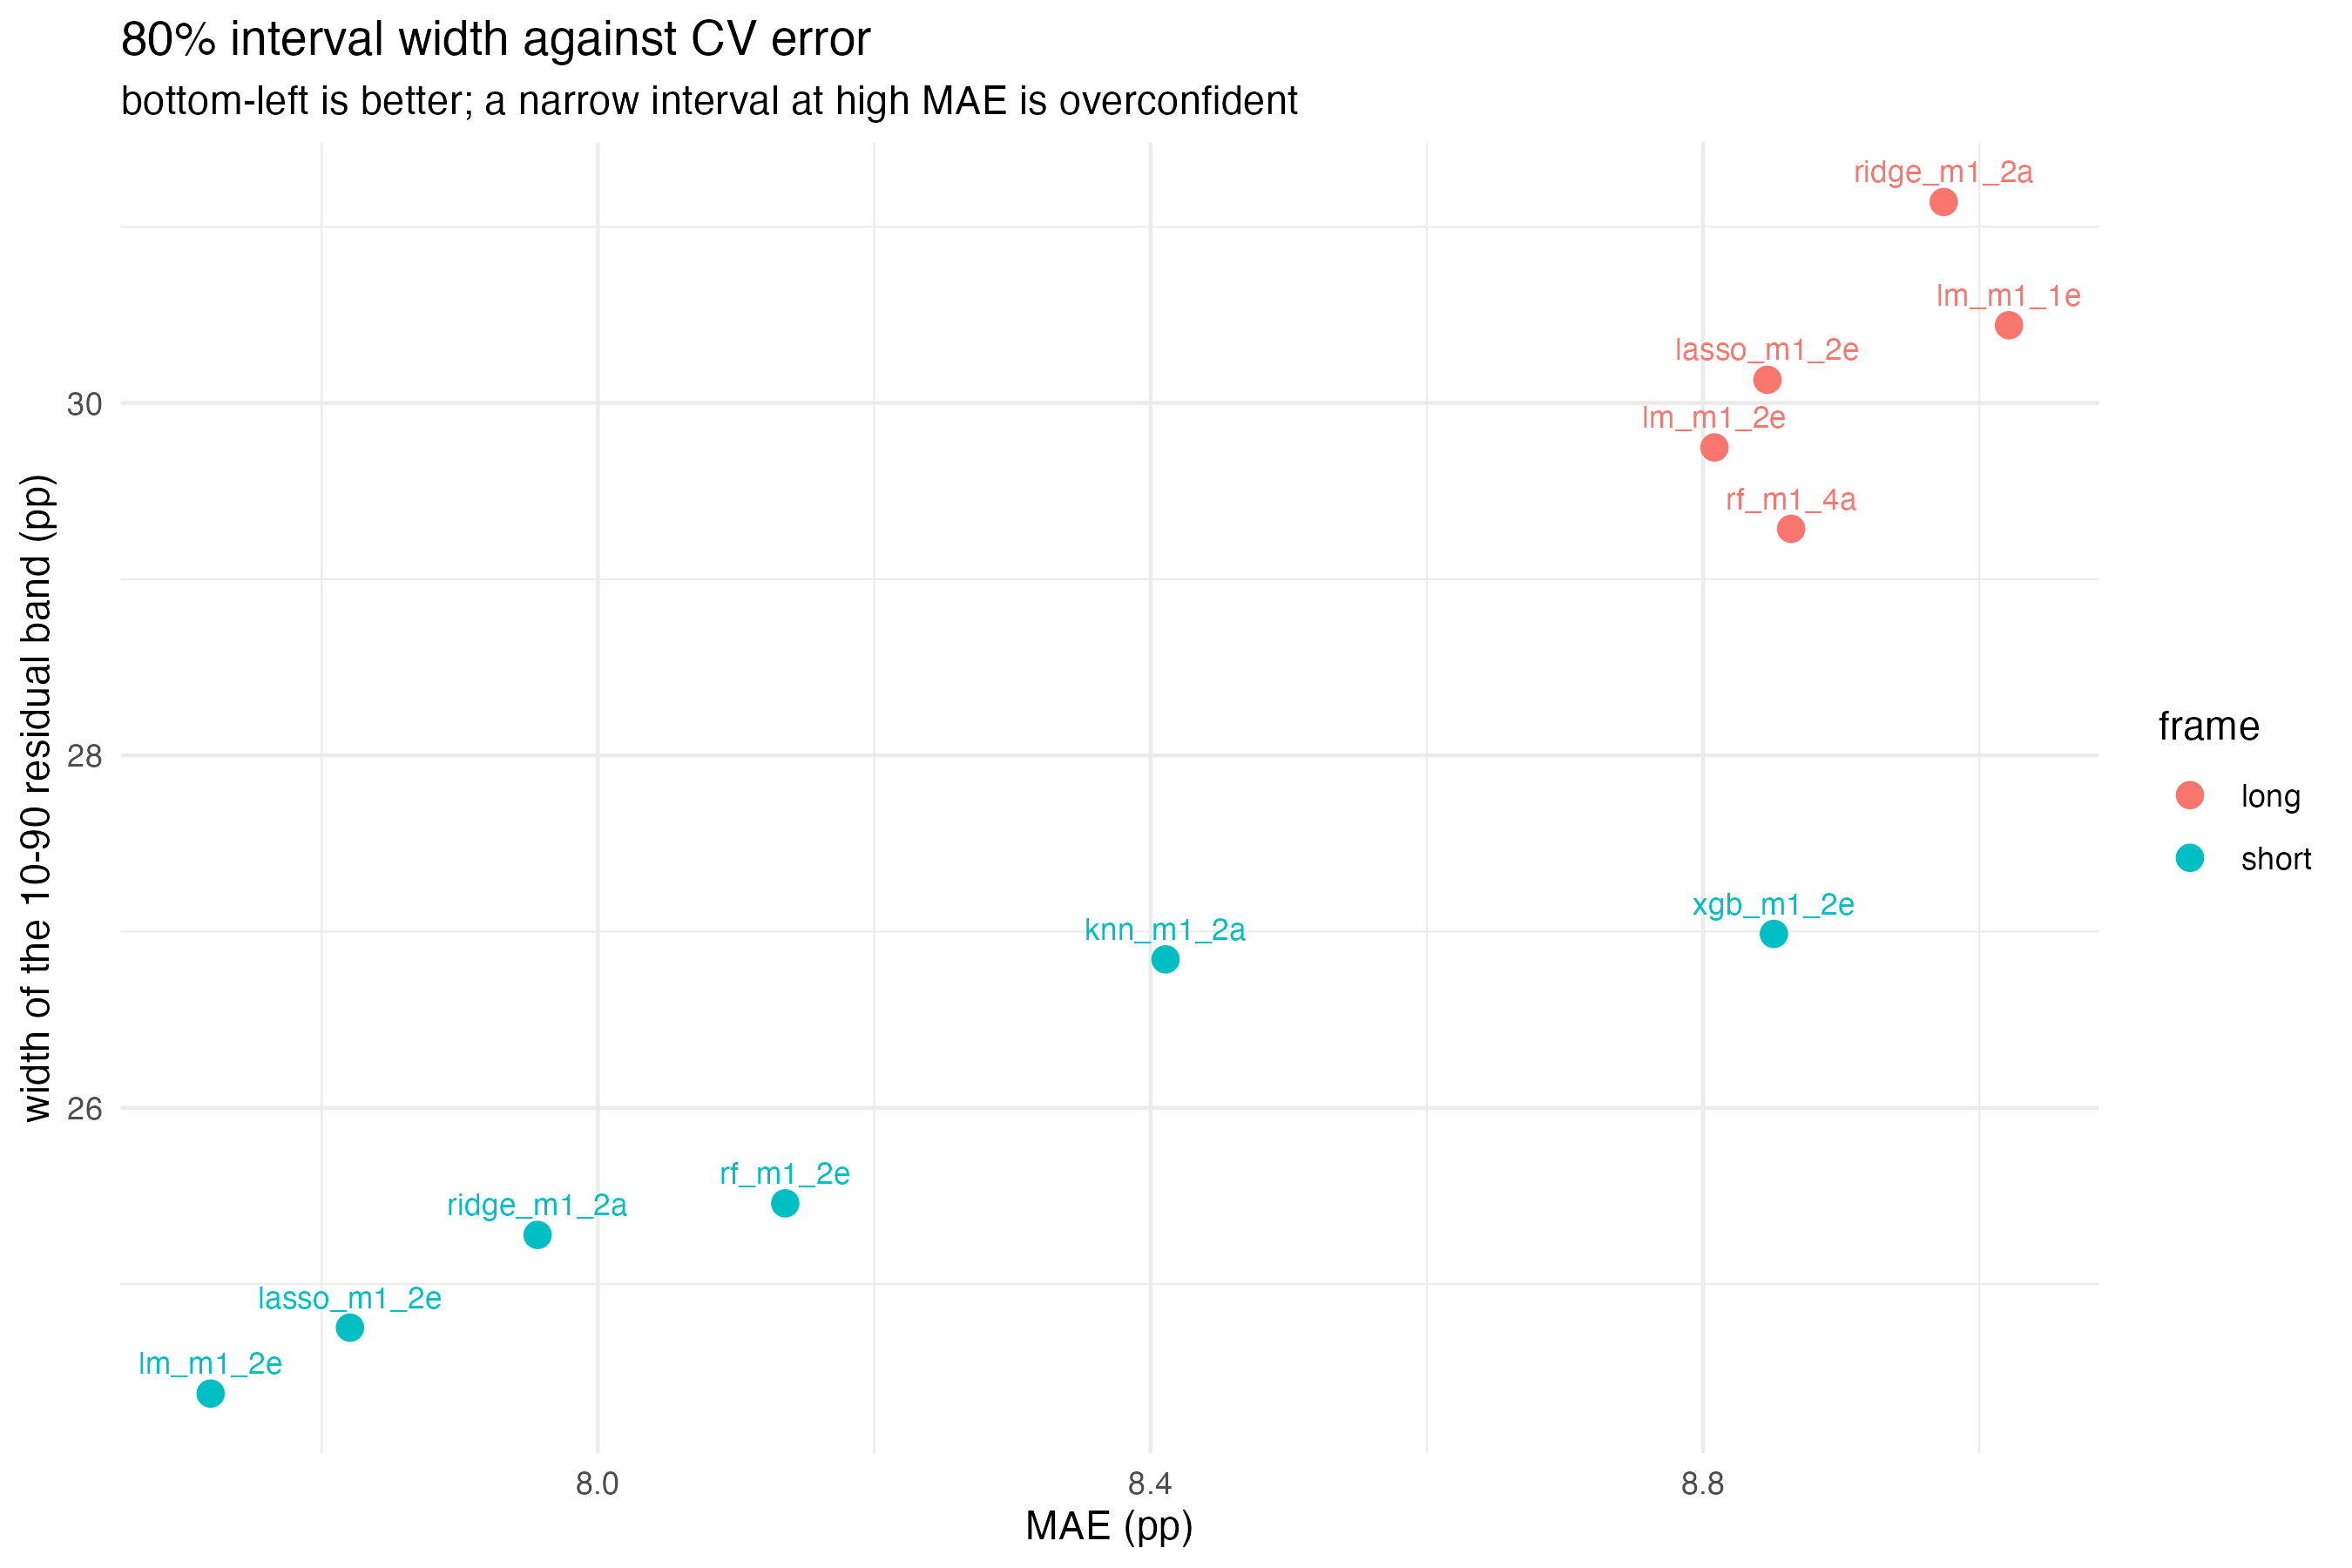 80% interval width against CV error
bottom-left is better; a narrow interval at high MAE is overconfident
ridge_m1_2a
lm_m1_1e
lasso_m1_2e
lm_m1_2e
rf_m1_4a
xgb_m1_2e
knn_m1_2a
rf_m1_2e
ridge_m1_2a
lasso_m1_2e
lm_m1_2e
30
28
26
width of the 10-90 residual band (pp)
8.0
8.4
8.8
MAE (pp)
frame
long
short